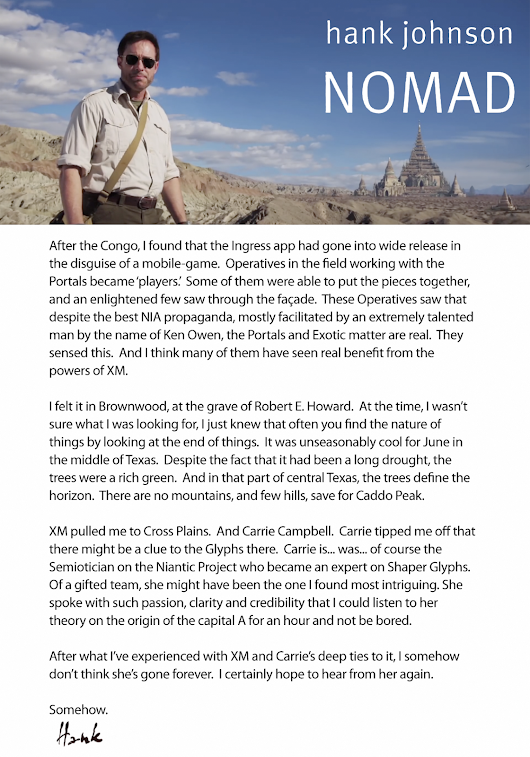 hank johnson
NOMAD
After the Congo, I found that the Ingress app had gone into wide release in
the disguise of a mobile-game.  Operatives in the field working with the
Portals became ‘players.’  Some of them were able to put the pieces together,
and an enlightened few saw through the façade.  These Operatives saw that
despite the best NIA propaganda, mostly facilitated by an extremely talented
man by the name of Ken Owen, the Portals and Exotic matter are real.  They
sensed this.  And I think many of them have seen real benefit from the
powers of XM.
I felt it in Brownwood, at the grave of Robert E. Howard.  At the time, I wasn’t
sure what I was looking for, I just knew that often you find the nature of
things by looking at the end of things.  It was unseasonably cool for June in
the middle of Texas.  Despite the fact that it had been a long drought, the
trees were a rich green.  And in that part of central Texas, the trees define the
horizon.  There are no mountains, and few hills, save for Caddo Peak.
XM pulled me to Cross Plains.  And Carrie Campbell.  Carrie tipped me off that
there might be a clue to the Glyphs there.  Carrie is... was... of course the
Semiotician on the Niantic Project who became an expert on Shaper Glyphs.
Of a gifted team, she might have been the one I found most intriguing. She
spoke with such passion, clarity and credibility that I could listen to her
theory on the origin of the capital A for an hour and not be bored.
After what I’ve experienced with XM and Carrie’s deep ties to it, I somehow
don’t think she’s gone forever.  I certainly hope to hear from her again.
Somehow.
Hank